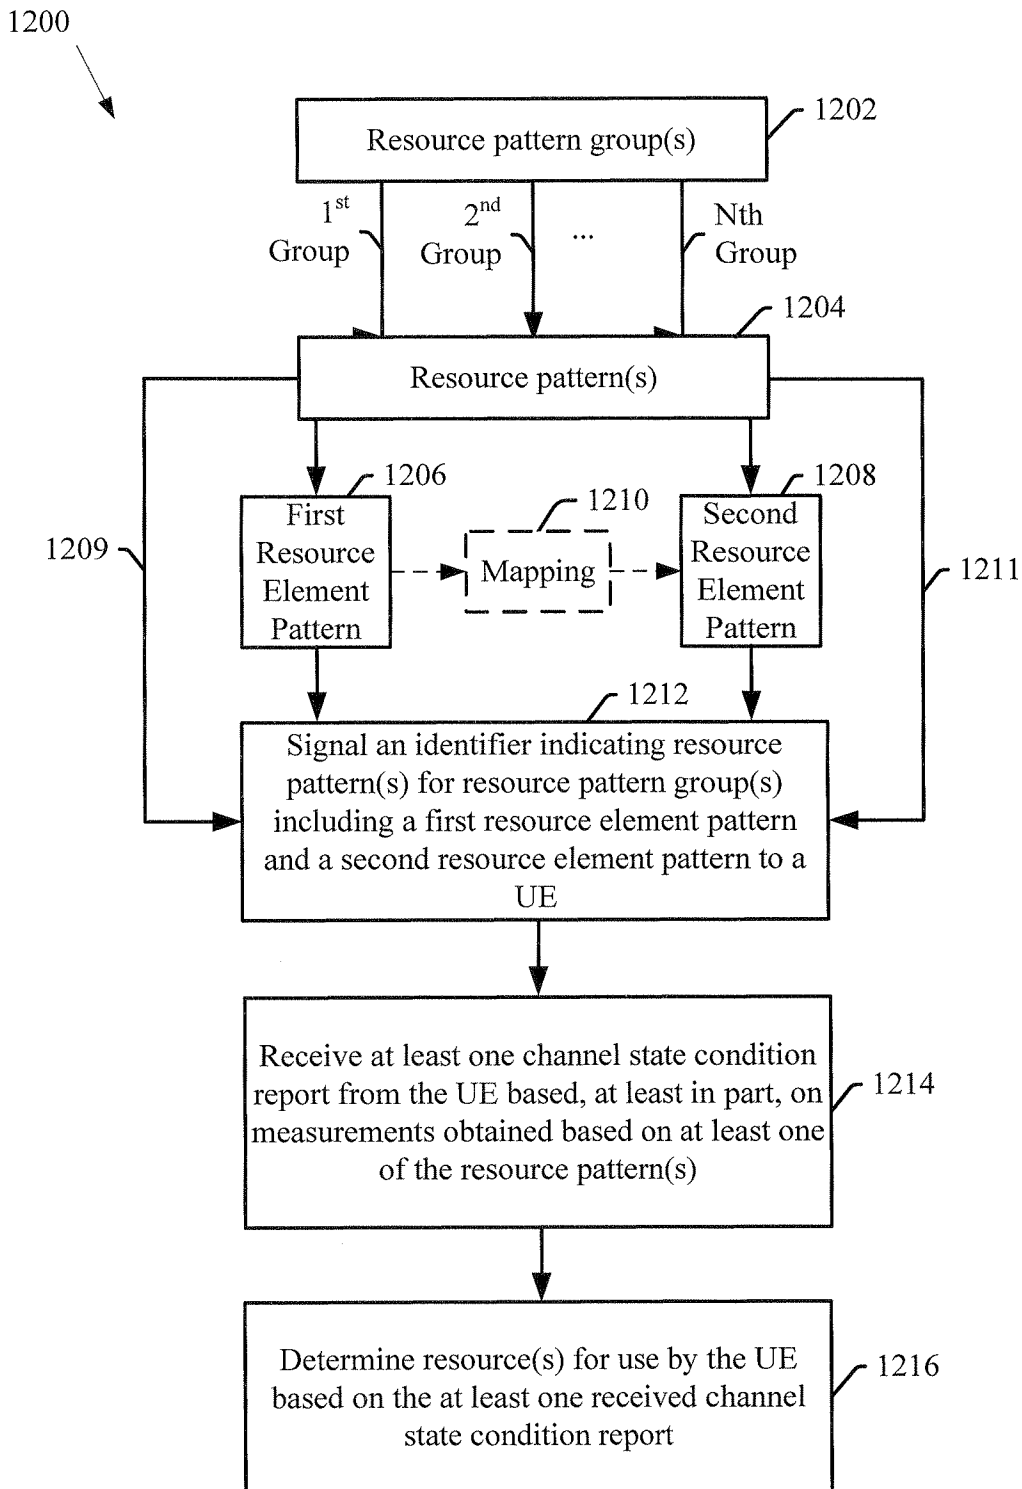 1200
1202
Resource pattern group(s)
1st
Group
2nd
Group
...
Nth
Group
1204
Resource pattern(s)
1206
1208
1210
First
Resource
Element
Pattern
Mapping
Second
Resource
Element
Pattern
1209
1211
1212
Signal an identifier indicating resource
pattern(s) for resource pattern group(s)
including a first resource element pattern
and a second resource element pattern to a
UE
Receive at least one channel state condition
report from the UE based, at least in part, on
measurements obtained based on at least one
of the resource pattern(s)
1214
Determine resource(s) for use by the UE
based on the at least one received channel
state condition report
1216